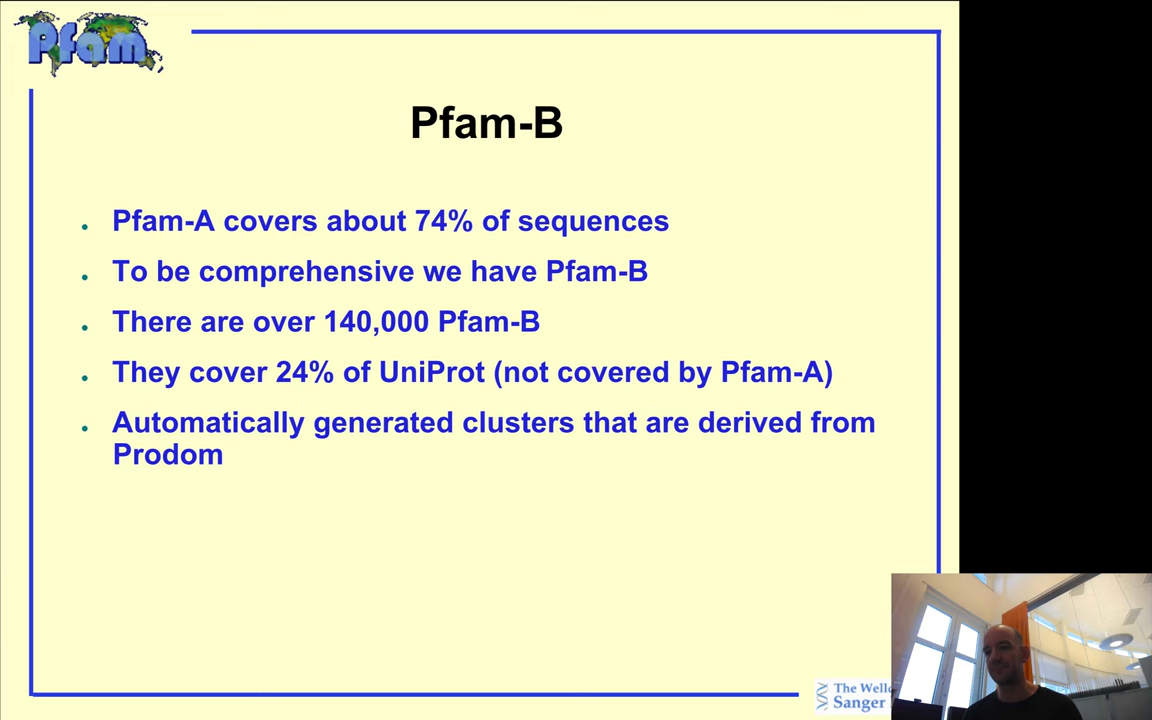 Pfam
Pfam-B
Pfam-A covers about 74% of sequences
To be comprehensive we have Pfam-B
There are over 140,000 Pfam-B
They cover 24% of UniProt (not covered by Pfam-A)
Automatically generated clusters that are derived from
Prodom
The
Sanger